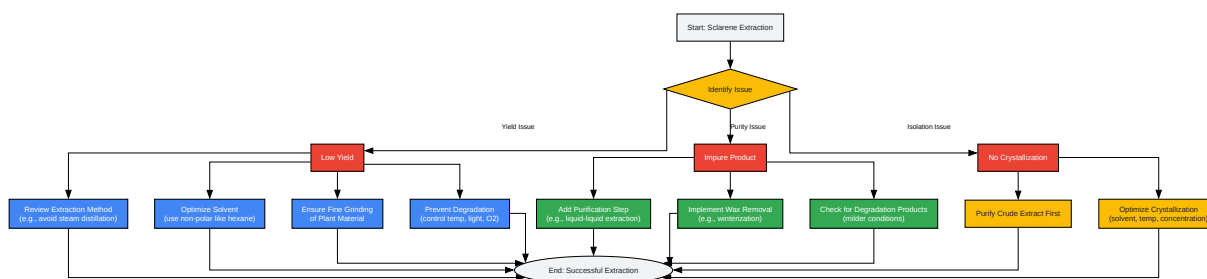 Start: Sclarene Extraction
Identify Issue
Yield Issue
Purity Issue
Isolation Issue
Low Yield
Impure Product
No Crystallization
Review Extraction Method
(e.g., avoid steam distillation)
Optimize Solvent
(use non-polar like hexane)
Ensure Fine Grinding
of Plant Material
Prevent Degradation
(control temp, light, O2)
Add Purification Step
(e.g., liquid-liquid extraction)
Implement Wax Removal
(e.g., winterization)
Check for Degradation Products
(milder conditions)
Purify Crude Extract First
Optimize Crystallization
(solvent, temp, concentration)
End: Successful Extraction